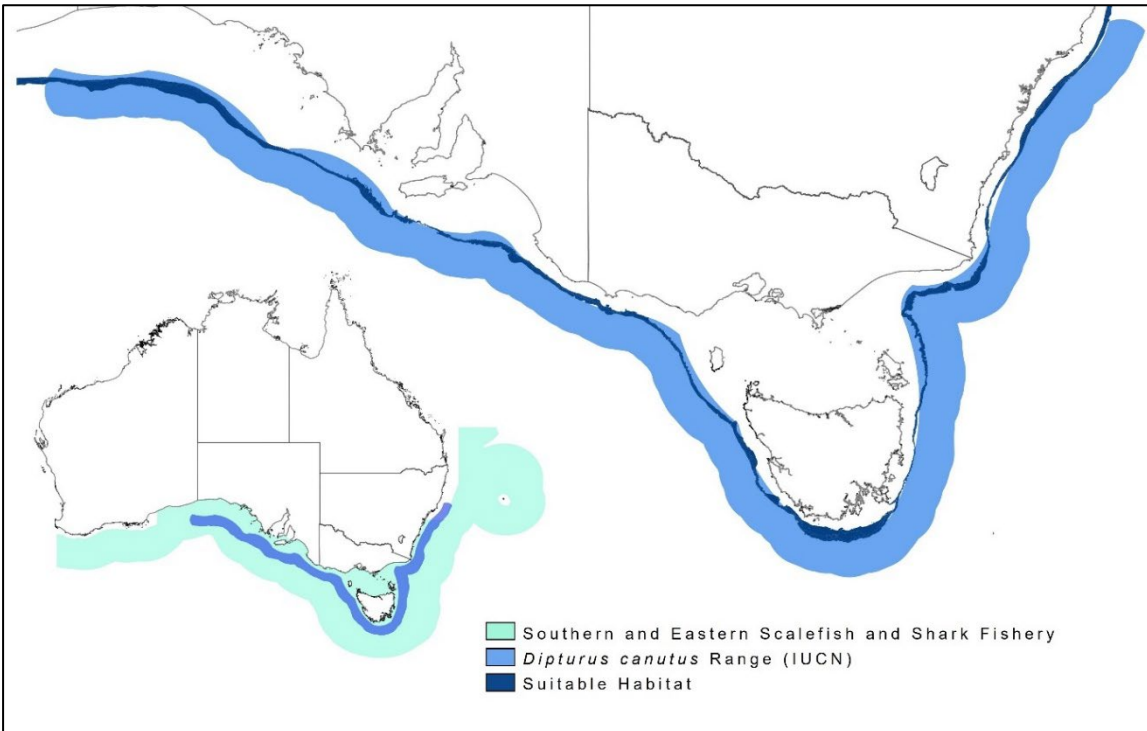 Southern and Eastern Scalefish and Shark Fishery
Dipturus canutus Range (IUCN)
Suitable Habitat